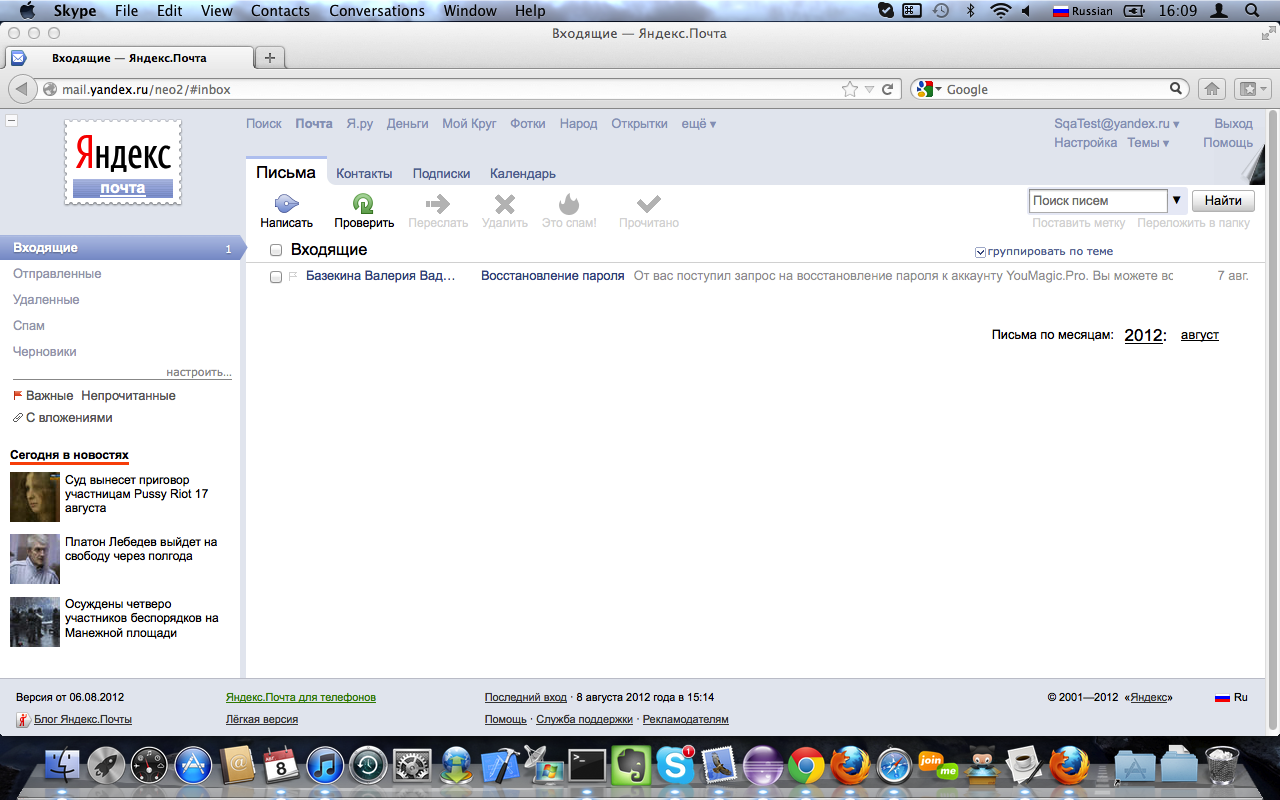 Skype File Edit View Contacts Conversations Window Help Russian 16:09
Входящие — Яндекс.Почта
Входящие — Яндекс.Почта
mail.yandex.ru/neo2/#inbox Google
Яндекс
почта
Поиск Почта Я.ру Деньги Мой Круг Фотки Народ Открытки ещё SqaTest@yandex.ru Выход
Настройка Темы Помощь
Письма Контакты Подписки Календарь
Написать Проверить Переслать Удалить Это спам! Прочитано
Поиск писем Найти
Поставить метку Переложить в папку
Входящие 1
Отправленные
Удаленные
Спам
Черновики
настроить...
Важные Непрочитанные
С вложениями
Входящие группировать по теме
Базекина Валерия Вад… Восстановление пароля От вас поступил запрос на восстановление пароля к аккаунту YouMagic.Pro. Вы можете вс 7 авг.
Письма по месяцам: 2012: август
Сегодня в новостях
Суд вынесет приговор
участницам Pussy Riot 17
августа
Платон Лебедев выйдет на
свободу через полгода
Осуждены четверо
участников беспорядков на
Манежной площади
Версия от 06.08.2012 Яндекс.Почта для телефонов Последний вход · 8 августа 2012 года в 15:14 © 2001—2012 «Яндекс» Ru
Блог Яндекс.Почты Лёгкая версия Помощь · Служба поддержки · Рекламодателям
8
1
join
me